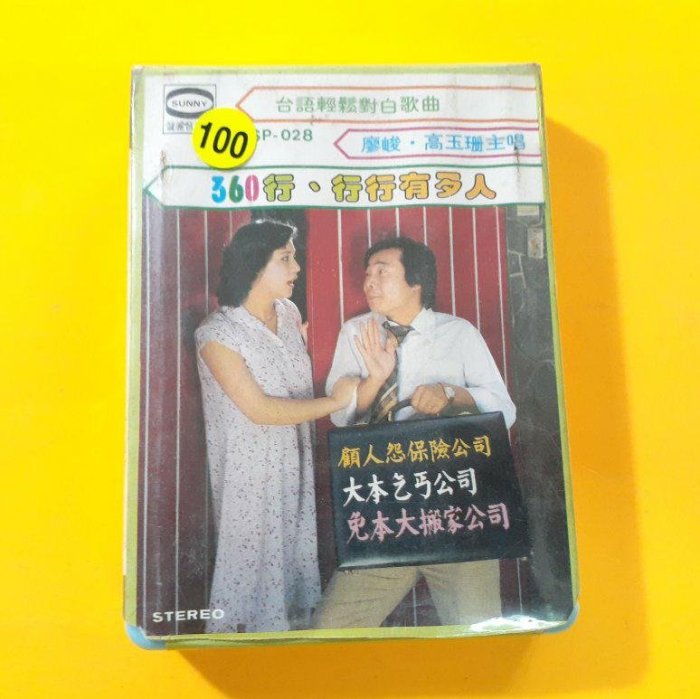 SUNNY
台語輕鬆對白歌曲
100
SP-028
廖峻·高玉珊主唱
360行、行行有歹人
顧人怨保險公司
大本乞丐公司
免本大搬家公司
STEREO